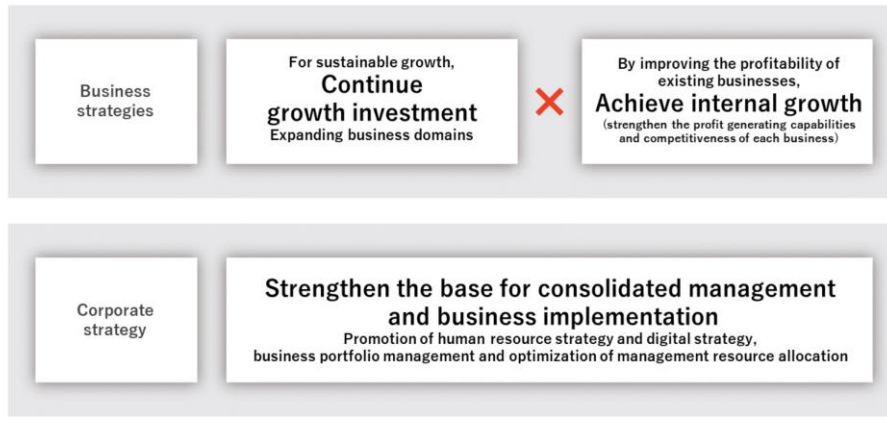 Business
strategies
For sustainable growth,
Continue
growth investment
Expanding business domains
×
By improving the profitability of
existing businesses,
Achieve internal growth
(strengthen the profit generating capabilities
and competitiveness of each business)
Corporate
strategy
Strengthen the base for consolidated management
and business implementation
Promotion of human resource strategy and digital strategy,
business portfolio management and optimization of management resource allocation